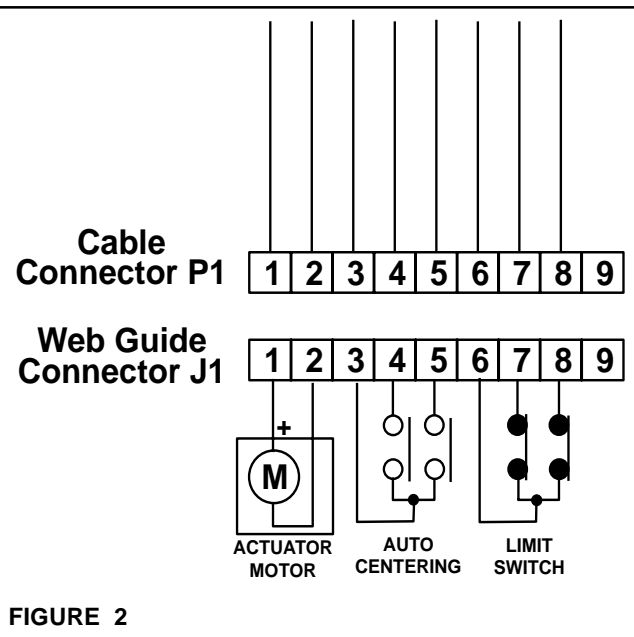 Cable
Connector P1
1 2 3 4 5 6 7 8 9
Web Guide
Connector J1
1 2 3 4 5 6 7 8 9
+
M
ACTUATOR
MOTOR
AUTO
CENTERING
LIMIT
SWITCH
FIGURE 2